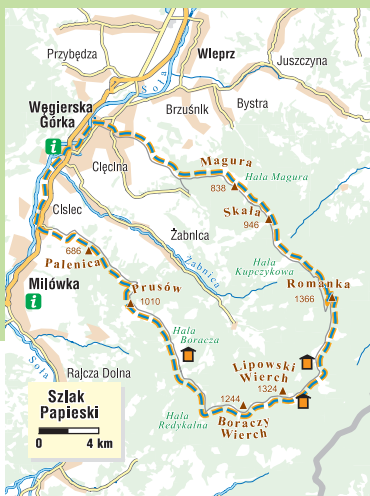 Przybędza
WIeprz
Juszczyna
Soła
Węgierska
Górka
BrzuśnIk
Bystra
i
CIęcIna
Magura
838
Hala Magura
CIsIec
Skała
946
ŻabnIca
686
Palenica
Żabnica
Hala
Kupczykowa
Romanka
1366
Milówka
i
Prusów
1010
Hala
Boracza
Soła
Rajcza Dolna
Lipowski
Wierch
1324
Szlak
Papieski
0 4 km
Hala
Redykalna
1244
Boraczy
Wierch